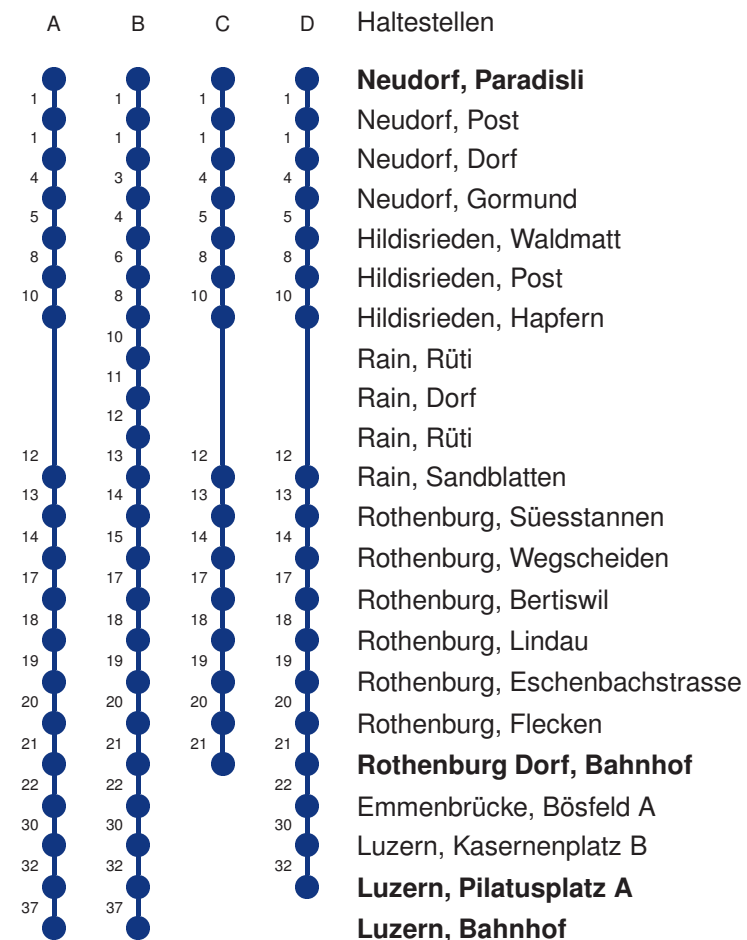 A B C D Haltestellen
Neudorf, Paradisli
1 1 1 1
Neudorf, Post
1 1 1 1
Neudorf, Dorf
4 3 4 4
Neudorf, Gormund
5 4 5 5
Hildisrieden, Waldmatt
8 6 8 8
Hildisrieden, Post
10 8 10 10
Hildisrieden, Hapfern
10
Rain, Rüti
11
Rain, Dorf
12
Rain, Rüti
12 13 12 12
Rain, Sandblatten
13 14 13 13
Rothenburg, Süesstannen
14 15 14 14
Rothenburg, Wegscheiden
17 17 17 17
Rothenburg, Bertiswil
18 18 18 18
Rothenburg, Lindau
19 19 19 19
Rothenburg, Eschenbachstrasse
20 20 20 20
Rothenburg, Flecken
21 21 21 21
Rothenburg Dorf, Bahnhof
22 22 22
Emmenbrücke, Bösfeld A
30 30 30
Luzern, Kasernenplatz B
32 32 32
Luzern, Pilatusplatz A
37 37
Luzern, Bahnhof